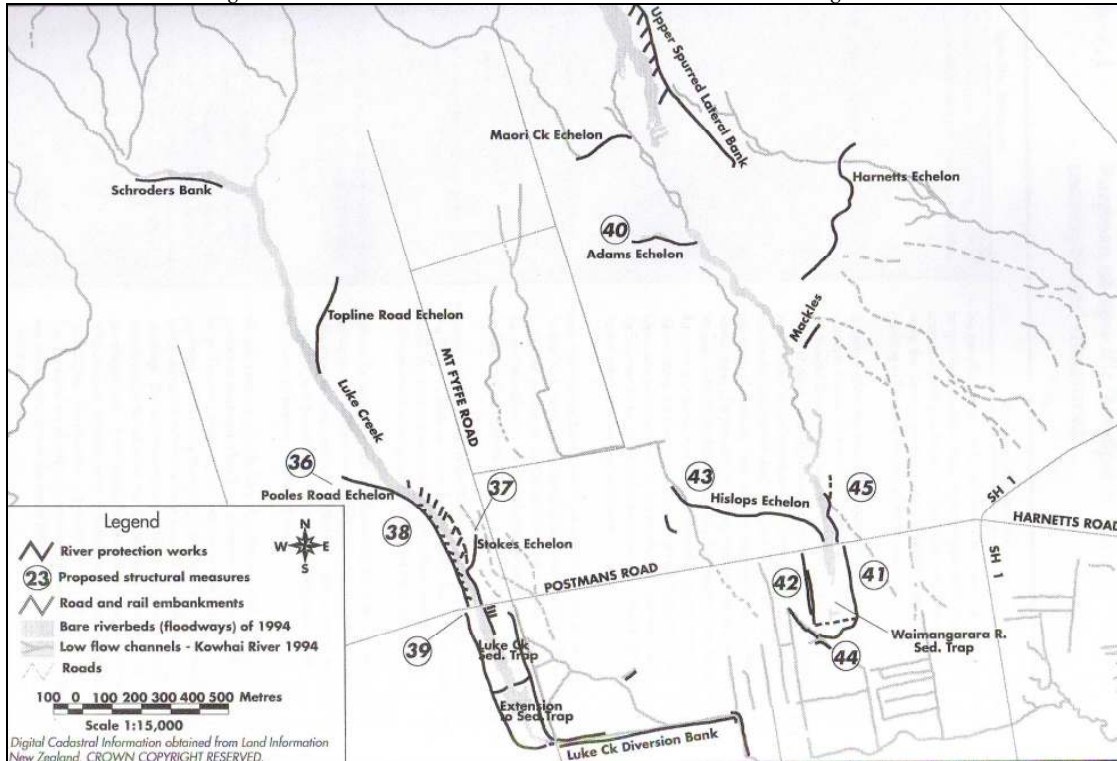 Upper Spurred Lateral Bank
Maori Ck Echelon
Harnetts Echelon
Schroders Bank
40
Adams Echelon
Mackles
Topline Road Echelon
MT FYFFE ROAD
Luke Creek
36
Pooles Road Echelon
37
38
Stokes Echelon
43
Hislops Echelon
45
SH 1
HARNETTS ROAD
SH 1
POSTMANS ROAD
42
41
39
Luke Ck
Sed. Trap
Waimangarara R.
Sed. Trap
44
Extension
to Sed. Trap
Luke Ck Diversion Bank
Legend
N
W E
S
River protection works
23 Proposed structural measures
Road and rail embankments
Bare riverbeds (floodways) of 1994
Low flow channels - Kowhai River 1994
Roads
100 0 100 200 300 400 500 Metres
Scale 1:15,000
Digital Cadastral Information obtained from Land Information
New Zealand. CROWN COPYRIGHT RESERVED.